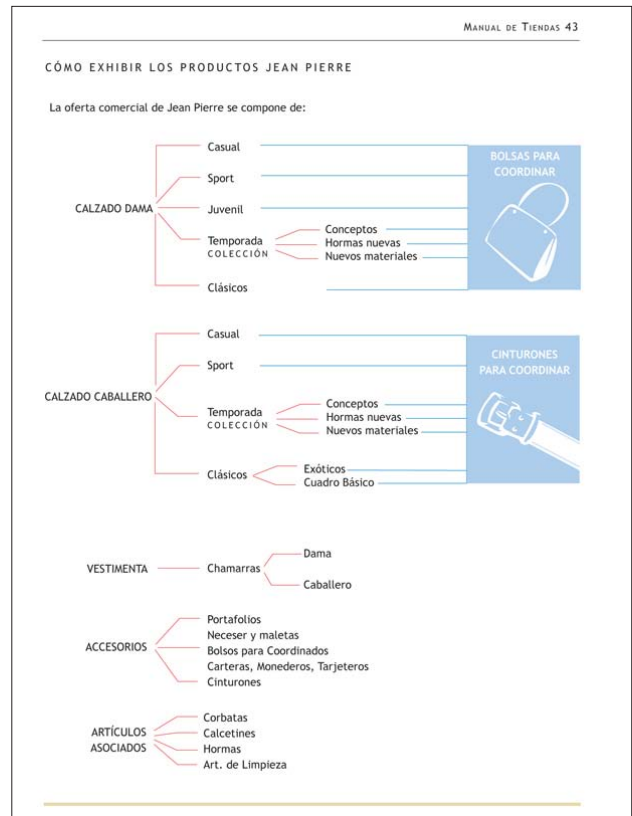 MANUAL DE TIENDAS 43
CÓMO EXHIBIR LOS PRODUCTOS JEAN PIERRE
La oferta comercial de Jean Pierre se compone de:
CALZADO DAMA
Casual
Sport
Juvenil
Temporada
COLECCIÓN
Conceptos
Hormas nuevas
Nuevos materiales
Clásicos
BOLSAS PARA
COORDINAR
CALZADO CABALLERO
Casual
Sport
Temporada
COLECCIÓN
Conceptos
Hormas nuevas
Nuevos materiales
Clásicos
Exóticos
Cuadro Básico
CINTURONES
PARA COORDINAR
VESTIMENTA
Chamarras
Dama
Caballero
ACCESORIOS
Portafolios
Neceser y maletas
Bolsos para Coordinados
Carteras, Monederos, Tarjeteros
Cinturones
ARTÍCULOS
ASOCIADOS
Corbatas
Calcetines
Hormas
Art. de Limpieza